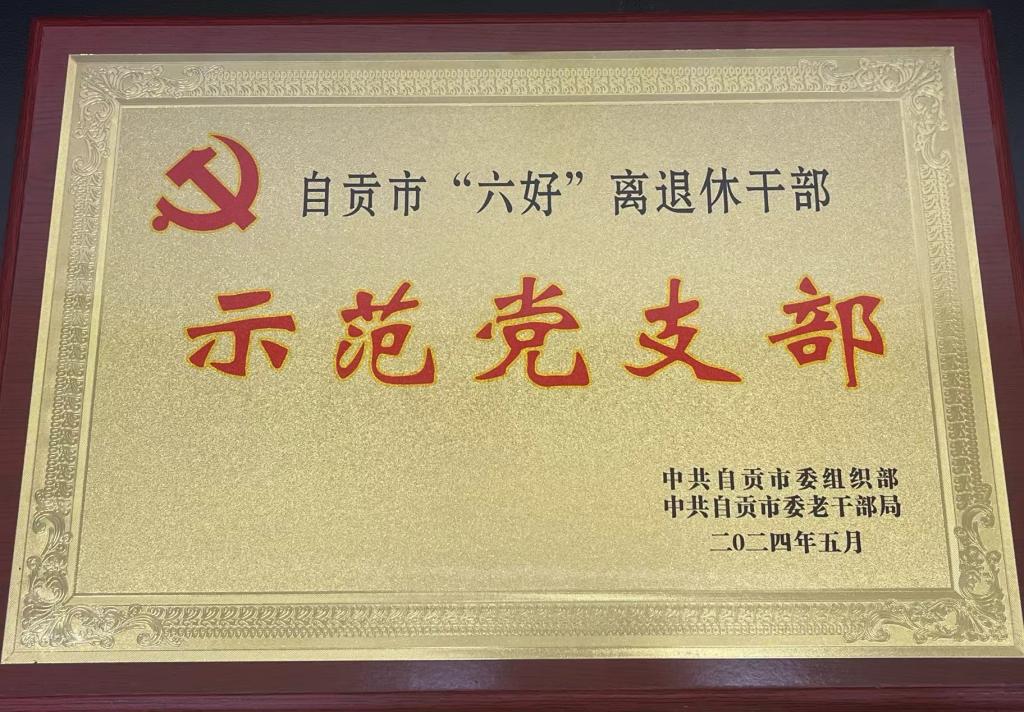 自贡市“六好”离退休干部
示范党支部
中共自贡市委组织部
中共自贡市委老干部局
二0二四年五月